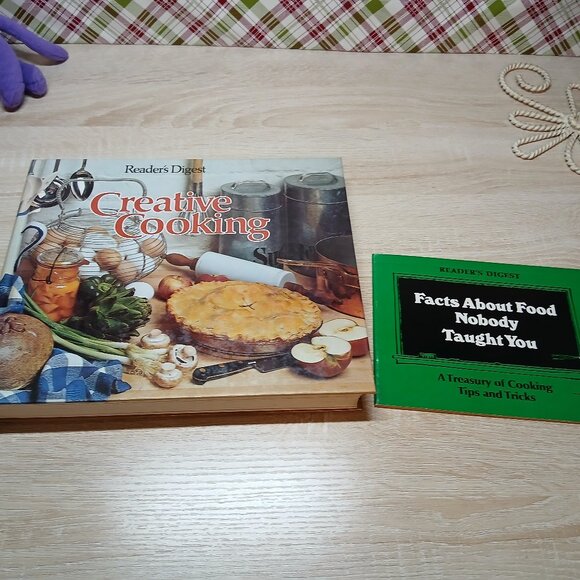 Reader's Digest
Creative
Cooking
READER'S DIGEST
Facts About Food
Nobody
Taught You
A Treasury of Cooking
Tips and Tricks